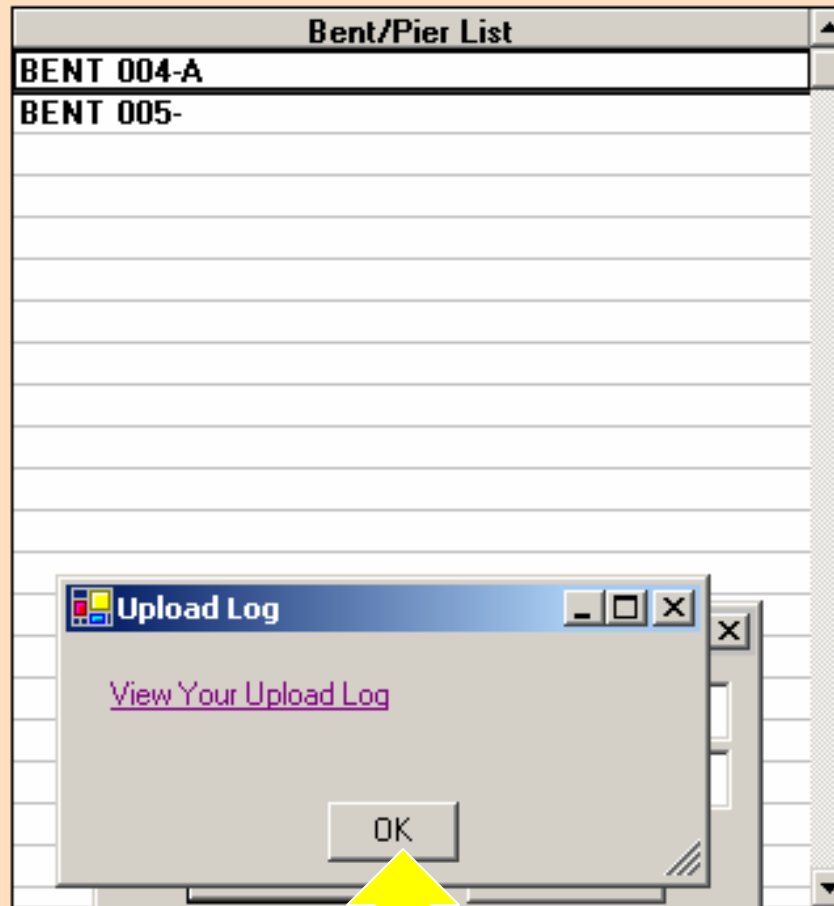 Bent/Pier List
BENT 004-A
BENT 005-
Upload Log
View Your Upload Log
OK